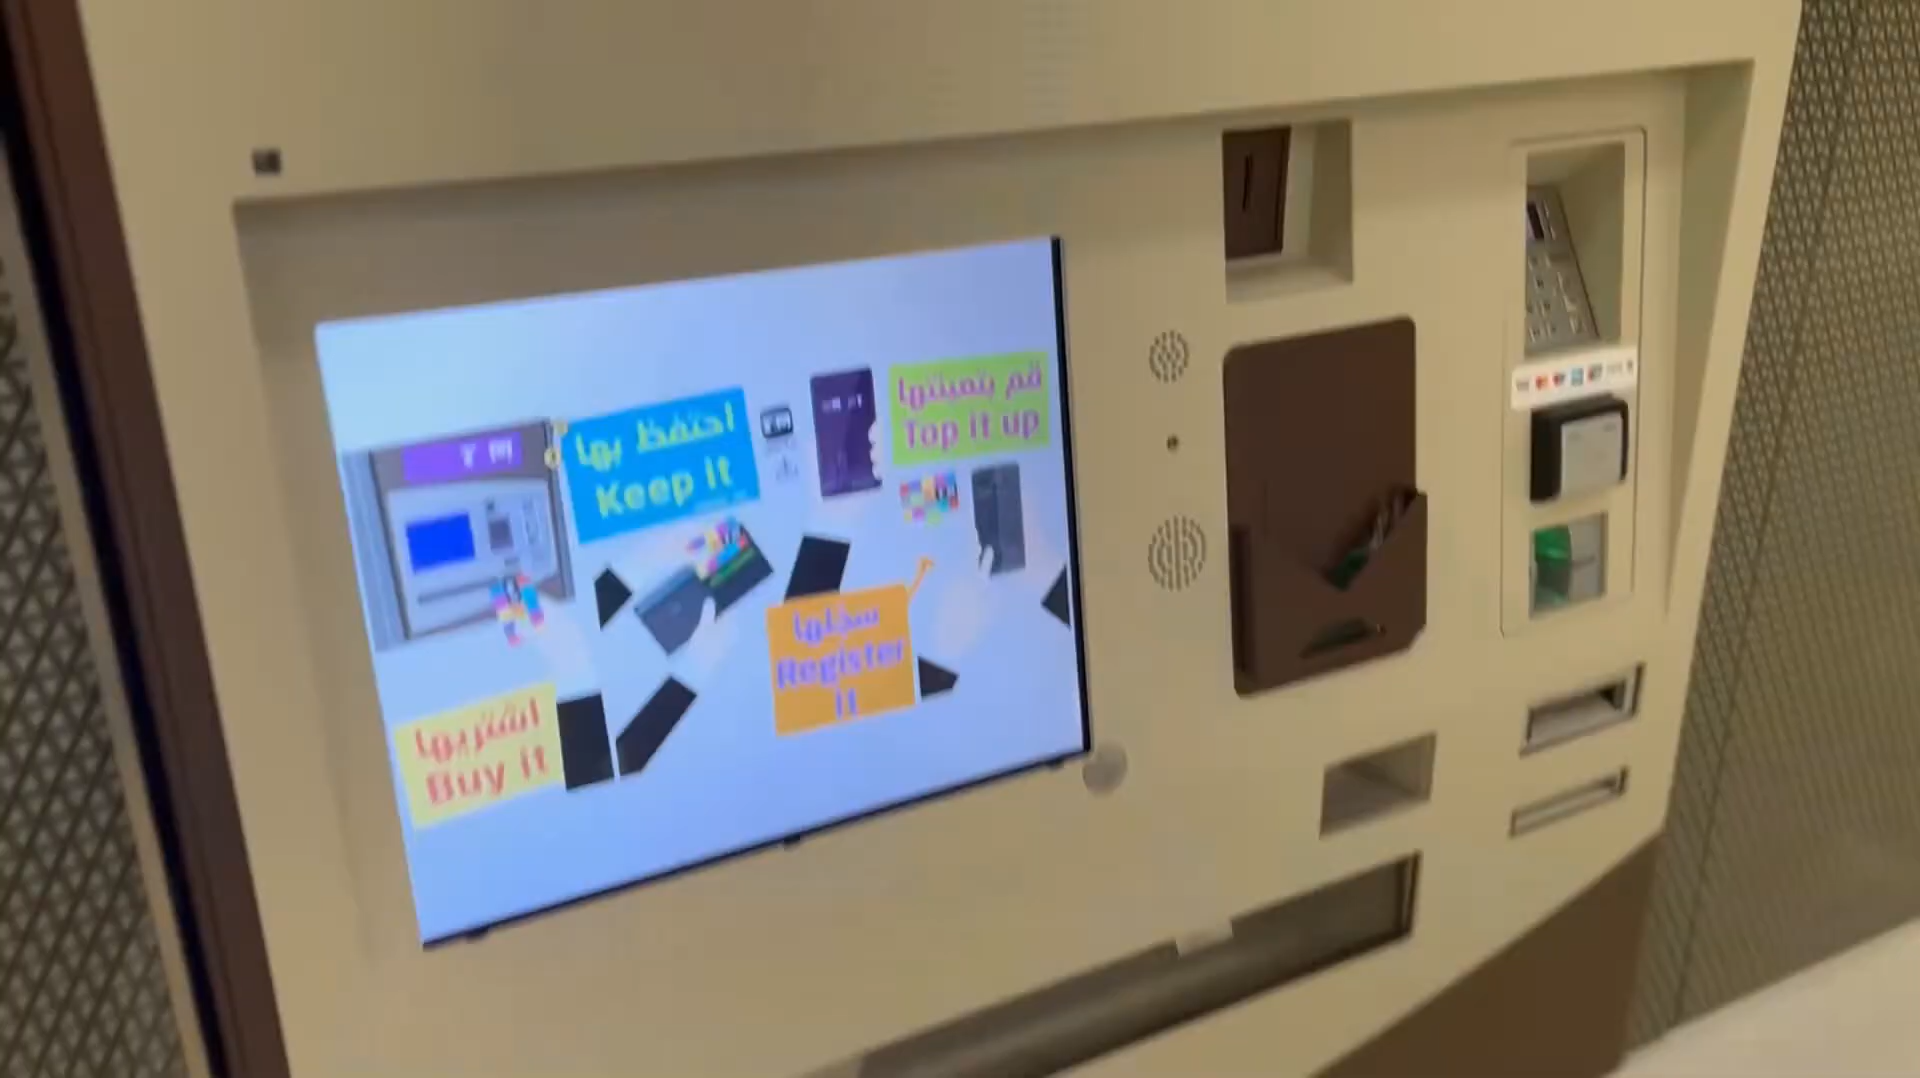 احتفظ بها
Keep it
قم بتعبئتها
Top it up
سجلها
Register
it
اشتريها
Buy it